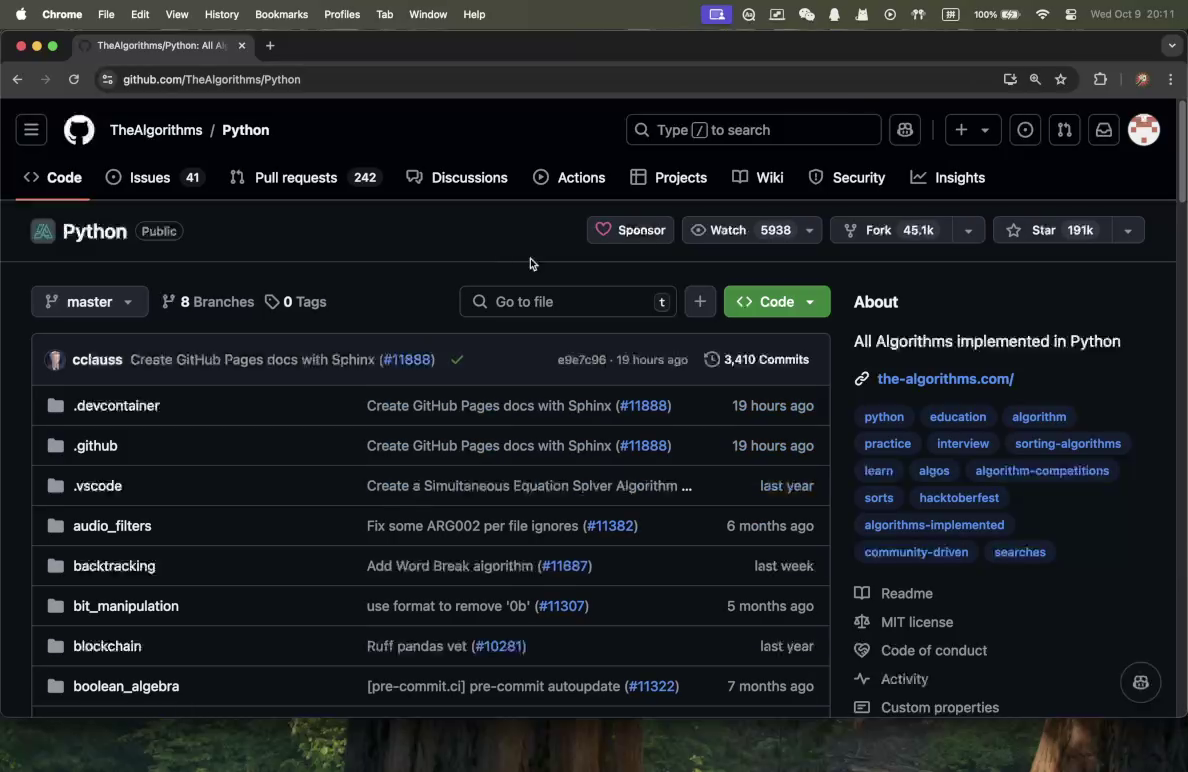 Chrome File Edit View History Bookmarks Profiles Tab Window Help 100% Wed Oct 9 20:11
TheAlgorithms/Python: All Al
github.com/TheAlgorithms/Python
TheAlgorithms / Python Type / to search
Code Issues 41 Pull requests 242 Discussions Actions Projects Wiki Security Insights
Python Public Sponsor Watch 5938 Fork 45.1k Star 191k
master 8 Branches 0 Tags Go to file t Code About
All Algorithms implemented in Python
cclauss Create GitHub Pages docs with Sphinx (#11888) e9e7c96 · 19 hours ago 3,410 Commits
the-algorithms.com/
.devcontainer Create GitHub Pages docs with Sphinx (#11888) 19 hours ago
python education algorithm
.github Create GitHub Pages docs with Sphinx (#11888) 19 hours ago
practice interview sorting-algorithms
learn algos algorithm-competitions
.vscode Create a Simultaneous Equation Solver Algorithm ... last year
sorts hacktoberfest
audio_filters Fix some ARG002 per file ignores (#11382) 6 months ago
algorithms-implemented
community-driven searches
backtracking Add Word Break algorithm (#11687) last week
Readme
bit_manipulation use format to remove '0b' (#11307) 5 months ago
MIT license
blockchain Ruff pandas vet (#10281) last year
Code of conduct
Activity
boolean_algebra [pre-commit.ci] pre-commit autoupdate (#11322) 7 months ago
Custom properties